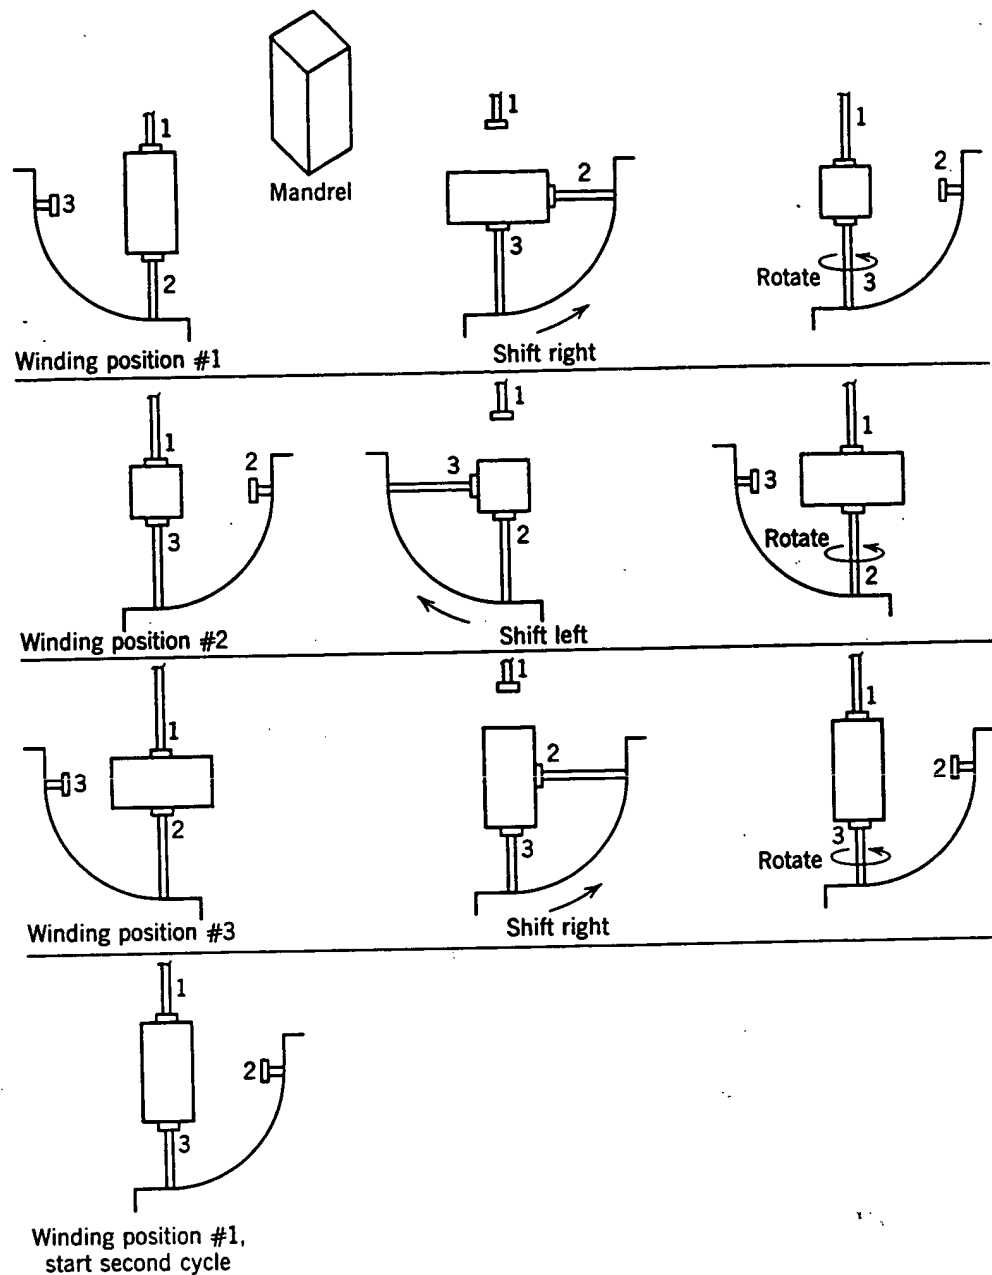 Mandrel
1
3
2
Winding position #1
1
2
3
Shift right
1
2
Rotate
3
1
2
3
Winding position #2
1
3
2
Shift left
1
3
Rotate
2
1
3
2
Winding position #3
1
2
3
Shift right
1
2
3
Rotate
1
2
3
Winding position #1,
start second cycle